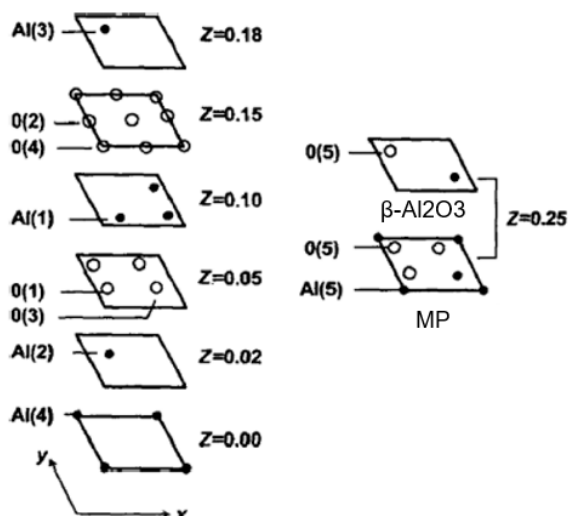 Al(3)
Z=0.18
0(2)
0(4)
Z=0.15
Al(1)
Z=0.10
0(1)
0(3)
Z=0.05
Al(2)
Z=0.02
Al(4)
Z=0.00
y
x
0(5)
β-Al2O3
0(5)
Al(5)
MP
Z=0.25